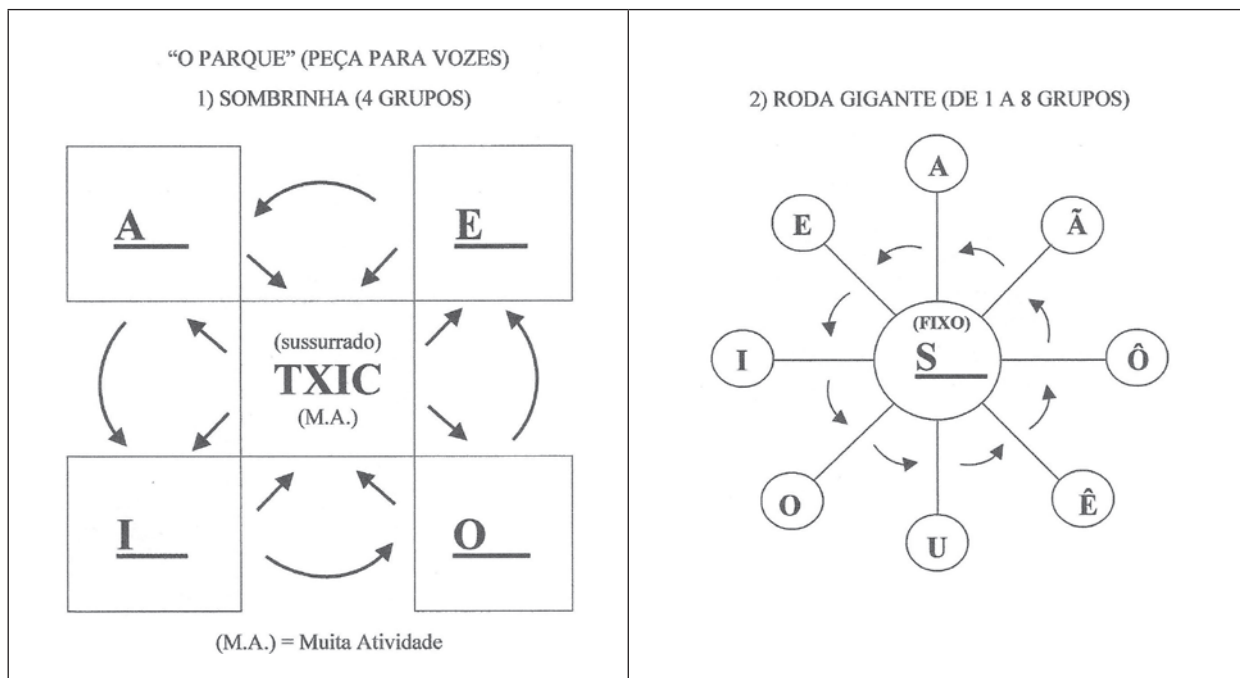 “O PARQUE” (PEÇA PARA VOZES)
1) SOMBRINHA (4 GRUPOS)
A E
(sussurrado)
TXIC
(M.A.)
I O
(M.A.) = Muita Atividade
2) RODA GIGANTE (DE 1 A 8 GRUPOS)
A
E Ã
(FIXO)
I S Ô
O Ê
U